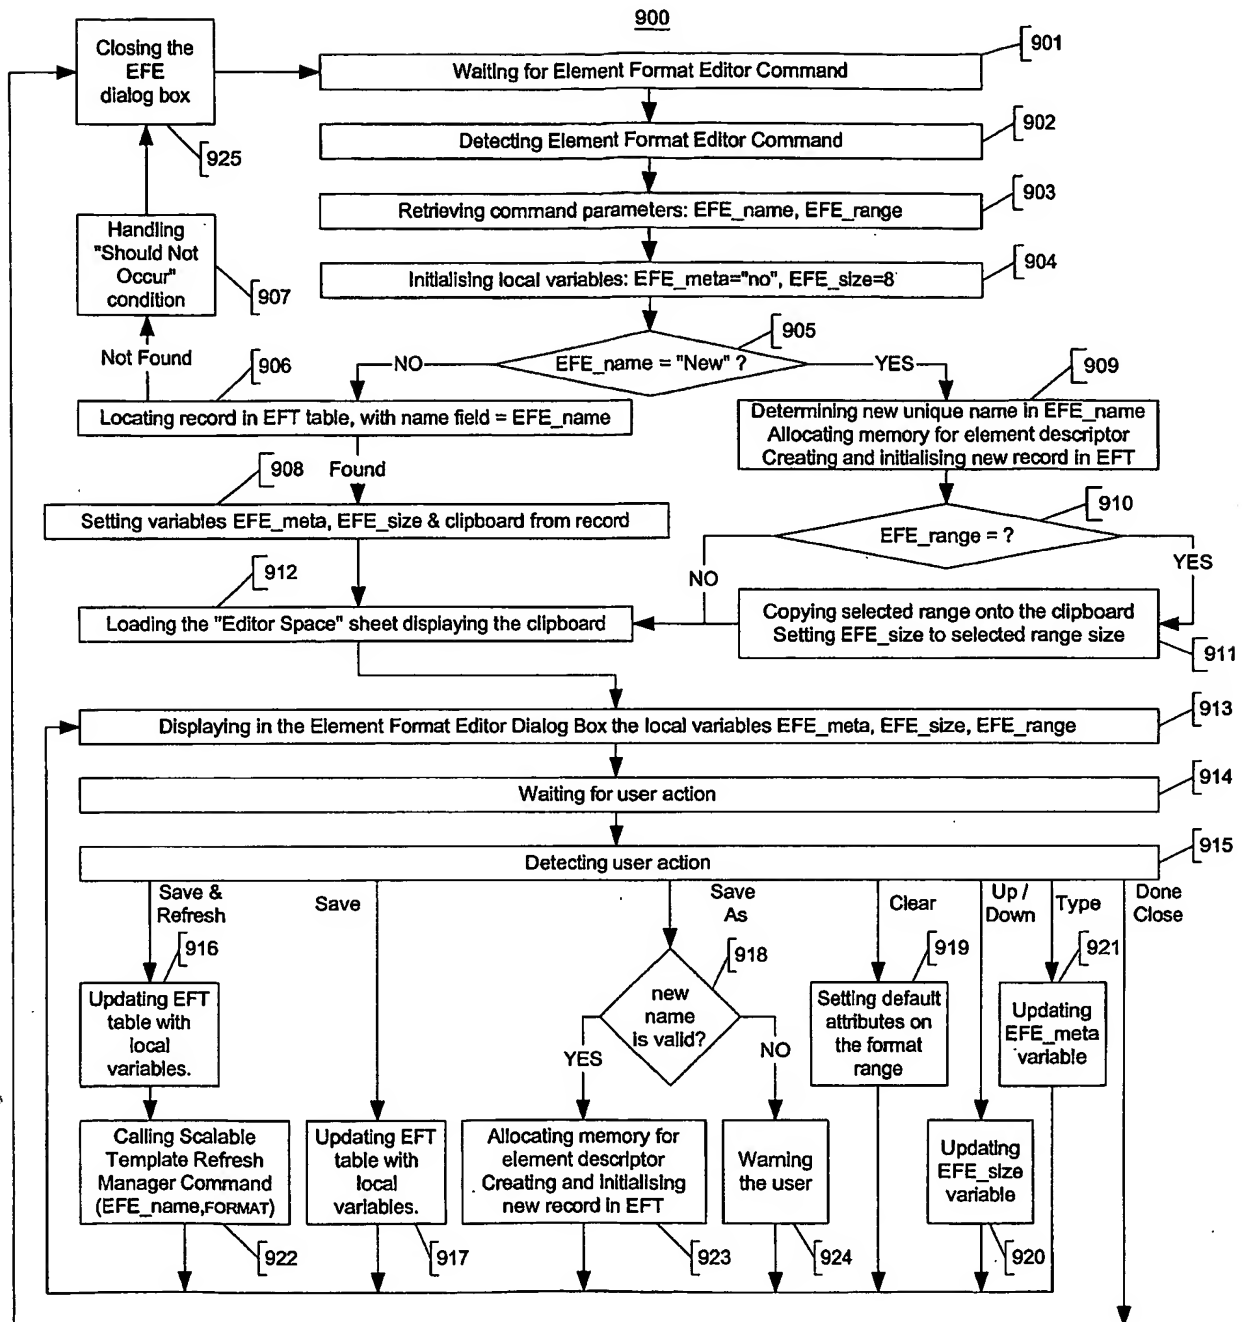 900
Closing the
EFE
dialog box
925
Waiting for Element Format Editor Command
901
Detecting Element Format Editor Command
902
Retrieving command parameters: EFE_name, EFE_range
903
Handling
"Should Not
Occur"
condition
907
Initialising local variables: EFE_meta="no", EFE_size=8
904
Not Found
906
NO
EFE_name = "New" ?
905
YES
909
Locating record in EFT table, with name field = EFE_name
Determining new unique name in EFE_name
Allocating memory for element descriptor
Creating and initialising new record in EFT
908
Found
Setting variables EFE_meta, EFE_size & clipboard from record
EFE_range = ?
910
NO
YES
912
Loading the "Editor Space" sheet displaying the clipboard
Copying selected range onto the clipboard
Setting EFE_size to selected range size
911
Displaying in the Element Format Editor Dialog Box the local variables EFE_meta, EFE_size, EFE_range
913
Waiting for user action
914
Detecting user action
915
Save &
Refresh
Save
Save
As
Clear
Up /
Down
Type
Done
Close
916
918
919
921
Updating EFT
table with
local
variables.
new
name
is valid?
YES
NO
Setting default
attributes on
the format
range
Updating
EFE_meta
variable
Calling Scalable
Template Refresh
Manager Command
(EFE_name,FORMAT)
Updating EFT
table with
local
variables.
Allocating memory for
element descriptor
Creating and initialising
new record in EFT
Warning
the user
Updating
EFE_size
variable
922
917
923
924
920